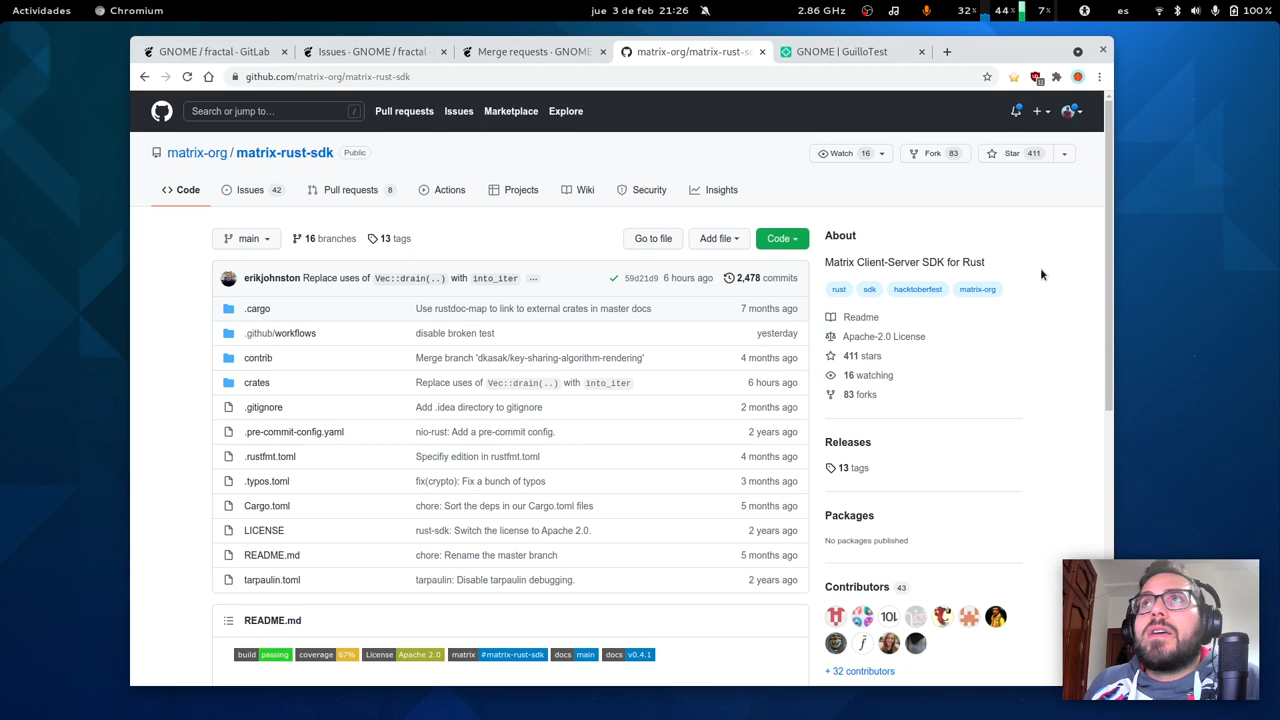 Actividades Chromium jue 3 de feb 21:26 2.86 GHz 32% 44% 7% es 100%
GNOME / fractal · GitLab Issues · GNOME / fractal · Merge requests · GNOME matrix-org/matrix-rust-sd GNOME | GuilloTest
github.com/matrix-org/matrix-rust-sdk
Search or jump to… / Pull requests Issues Marketplace Explore
matrix-org / matrix-rust-sdk Public Watch 16 Fork 83 Star 411
Code Issues 42 Pull requests 8 Actions Projects Wiki Security Insights
main 16 branches 13 tags Go to file Add file Code
erikjohnston Replace uses of Vec::drain(..) with into_iter … 59d21d9 6 hours ago 2,478 commits
.cargo Use rustdoc-map to link to external crates in master docs 7 months ago
.github/workflows disable broken test yesterday
contrib Merge branch 'dkasak/key-sharing-algorithm-rendering' 4 months ago
crates Replace uses of Vec::drain(..) with into_iter 6 hours ago
.gitignore Add .idea directory to gitignore 2 months ago
.pre-commit-config.yaml nio-rust: Add a pre-commit config. 2 years ago
.rustfmt.toml Specifiy edition in rustfmt.toml 4 months ago
.typos.toml fix(crypto): Fix a bunch of typos 3 months ago
Cargo.toml chore: Sort the deps in our Cargo.toml files 5 months ago
LICENSE rust-sdk: Switch the license to Apache 2.0. 2 years ago
README.md chore: Rename the master branch 5 months ago
tarpaulin.toml tarpaulin: Disable tarpaulin debugging. 2 years ago
README.md
build passing coverage 67% License Apache 2.0 matrix #matrix-rust-sdk docs main docs v0.4.1
About
Matrix Client-Server SDK for Rust
rust sdk hacktoberfest matrix-org
Readme
Apache-2.0 License
411 stars
16 watching
83 forks
Releases
13 tags
Packages
No packages published
Contributors 43
+ 32 contributors